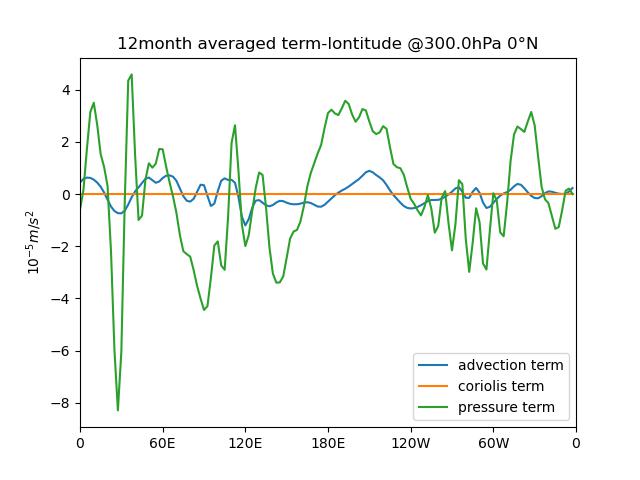 12month averaged term-lontitude @300.0hPa 0°N
10⁻⁵m/s²
4
2
0
−2
−4
−6
−8
0 60E 120E 180E 120W 60W 0
advection term
coriolis term
pressure term